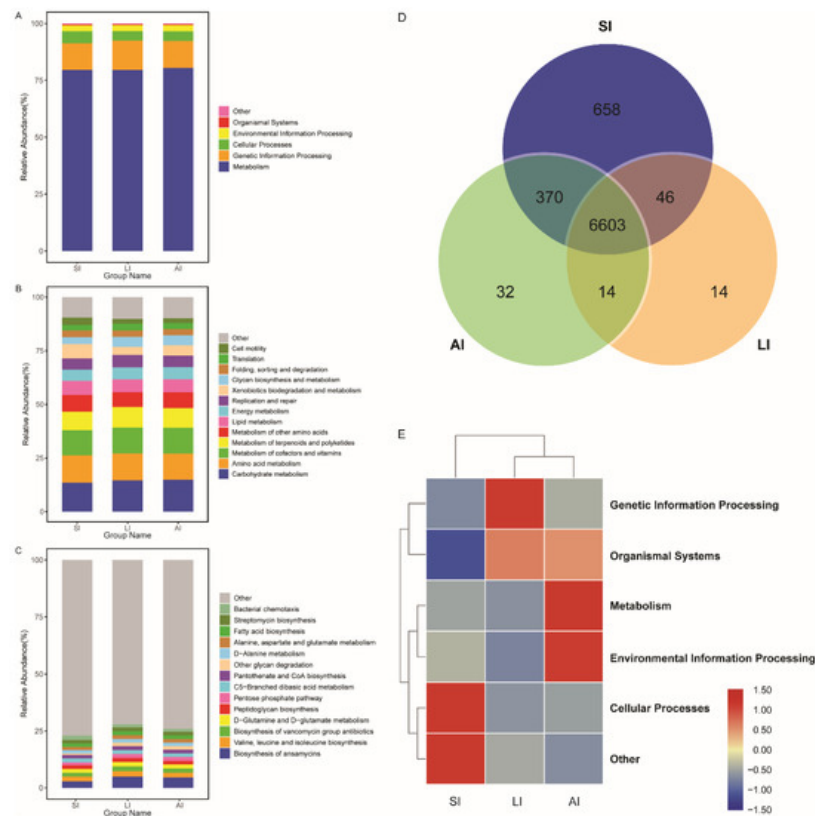 A
Relative Abundance(%)
100
75
50
25
0
SI
LI
AI
Group Name
Other
Organismal Systems
Environmental Information Processing
Cellular Processes
Genetic Information Processing
Metabolism
B
Relative Abundance(%)
100
75
50
25
0
SI
LI
AI
Group Name
Other
Cell motility
Translation
Folding, sorting and degradation
Glycan biosynthesis and metabolism
Xenobiotics biodegradation and metabolism
Replication and repair
Energy metabolism
Lipid metabolism
Metabolism of other amino acids
Metabolism of terpenoids and polyketides
Metabolism of cofactors and vitamins
Amino acid metabolism
Carbohydrate metabolism
C
Relative Abundance(%)
100
75
50
25
0
SI
LI
AI
Group Name
Other
Bacterial chemotaxis
Streptomycin biosynthesis
Fatty acid biosynthesis
Alanine, aspartate and glutamate metabolism
D-Alanine metabolism
Other glycan degradation
Pantothenate and CoA biosynthesis
C5-Branched dibasic acid metabolism
Pentose phosphate pathway
Peptidoglycan biosynthesis
D-Glutamine and D-glutamate metabolism
Biosynthesis of vancomycin group antibiotics
Valine, leucine and isoleucine biosynthesis
Biosynthesis of ansamycins
D
SI
658
370
46
6603
32
14
14
AI
LI
E
Genetic Information Processing
Organismal Systems
Metabolism
Environmental Information Processing
Cellular Processes
Other
SI
LI
AI
1.50
1.00
0.50
0.00
−0.50
−1.00
−1.50